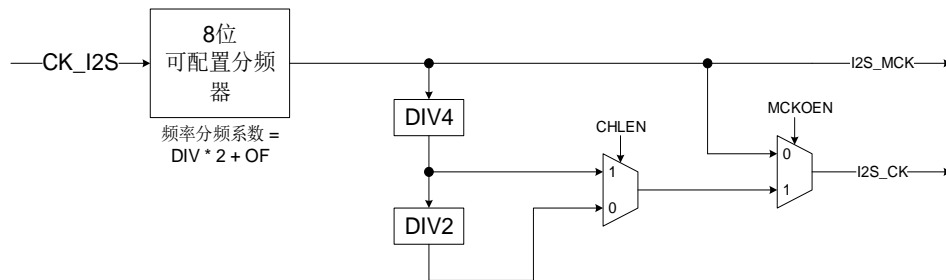 CK_I2S
8位
可配置分频
器
频率分频系数 =
DIV * 2 + OF
I2S_MCK
DIV4
CHLEN
MCKOEN
1
0
0
1
I2S_CK
DIV2